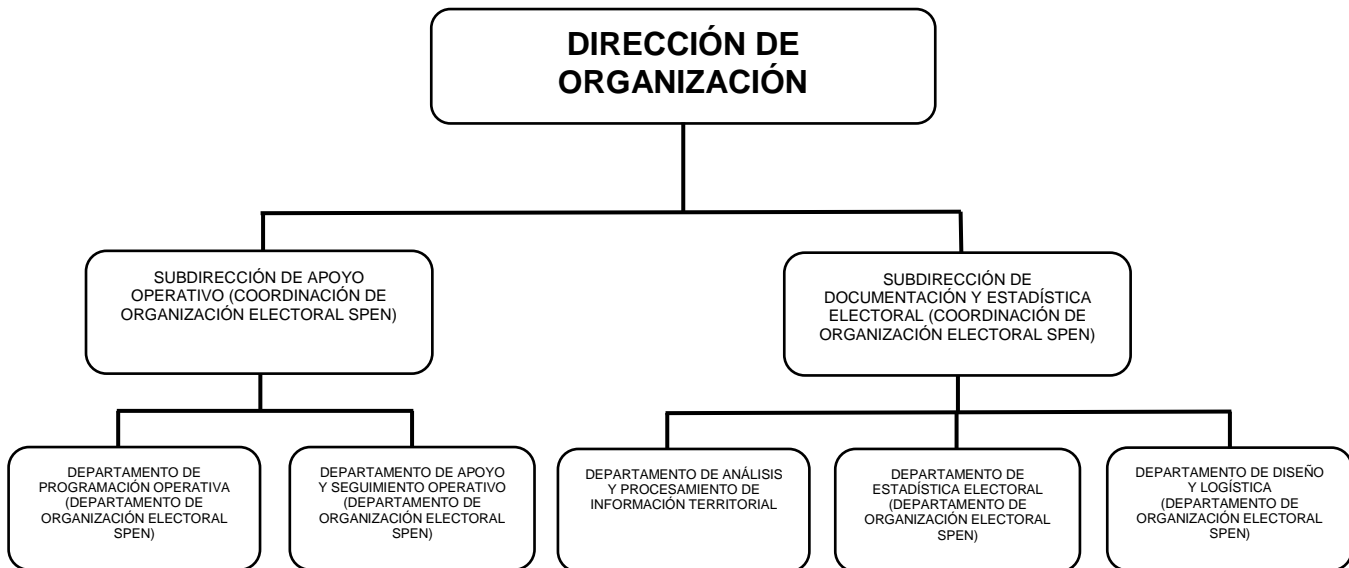 DIRECCIÓN DE
ORGANIZACIÓN
SUBDIRECCIÓN DE APOYO
OPERATIVO (COORDINACIÓN DE
ORGANIZACIÓN ELECTORAL SPEN)
SUBDIRECCIÓN DE
DOCUMENTACIÓN Y ESTADÍSTICA
ELECTORAL (COORDINACIÓN DE
ORGANIZACIÓN ELECTORAL SPEN)
DEPARTAMENTO DE
PROGRAMACIÓN OPERATIVA
(DEPARTAMENTO DE
ORGANIZACIÓN ELECTORAL
SPEN)
DEPARTAMENTO DE APOYO
Y SEGUIMIENTO OPERATIVO
(DEPARTAMENTO DE
ORGANIZACIÓN ELECTORAL
SPEN)
DEPARTAMENTO DE ANÁLISIS
Y PROCESAMIENTO DE
INFORMACIÓN TERRITORIAL
DEPARTAMENTO DE
ESTADÍSTICA ELECTORAL
(DEPARTAMENTO DE
ORGANIZACIÓN ELECTORAL
SPEN)
DEPARTAMENTO DE DISEÑO
Y LOGÍSTICA
(DEPARTAMENTO DE
ORGANIZACIÓN ELECTORAL
SPEN)